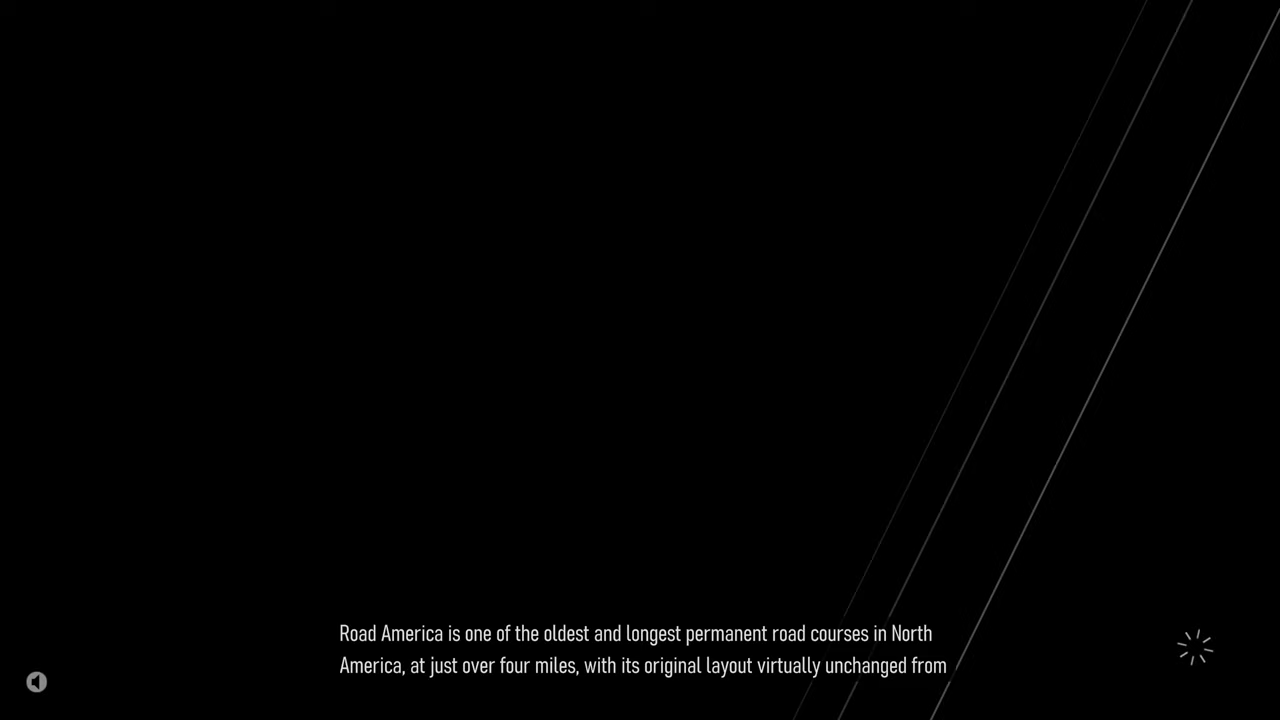 Road America is one of the oldest and longest permanent road courses in North
America, at just over four miles, with its original layout virtually unchanged from